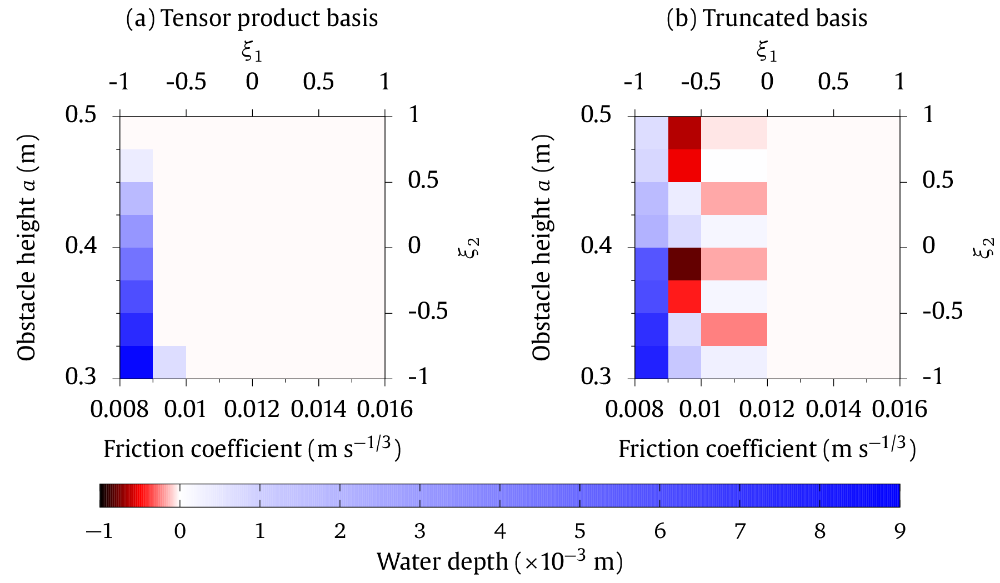 (a) Tensor product basis
ξ1
-1 -0.5 0 0.5 1
0.5
0.4
0.3
Obstacle height a (m)
1
0.5
0
-0.5
-1
ξ2
0.008 0.01 0.012 0.014 0.016
Friction coefficient (m s−1/3)
(b) Truncated basis
ξ1
-1 -0.5 0 0.5 1
0.5
0.4
0.3
Obstacle height a (m)
1
0.5
0
-0.5
-1
ξ2
0.008 0.01 0.012 0.014 0.016
Friction coefficient (m s−1/3)
−1 0 1 2 3 4 5 6 7 8 9
Water depth (×10−3 m)